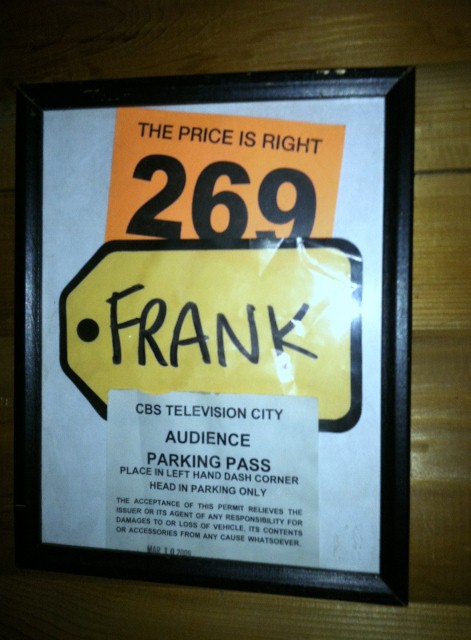 THE PRICE IS RIGHT
269
FRANK
CBS TELEVISION CITY
AUDIENCE
PARKING PASS
PLACE IN LEFT HAND DASH CORNER
HEAD IN PARKING ONLY
THE ACCEPTANCE OF THIS PERMIT RELIEVES THE
ISSUER OR ITS AGENT OF ANY RESPONSIBILITY FOR
DAMAGES TO OR LOSS OF VEHICLE, ITS CONTENTS
OR ACCESSORIES FROM ANY CAUSE WHATSOEVER.
MAR